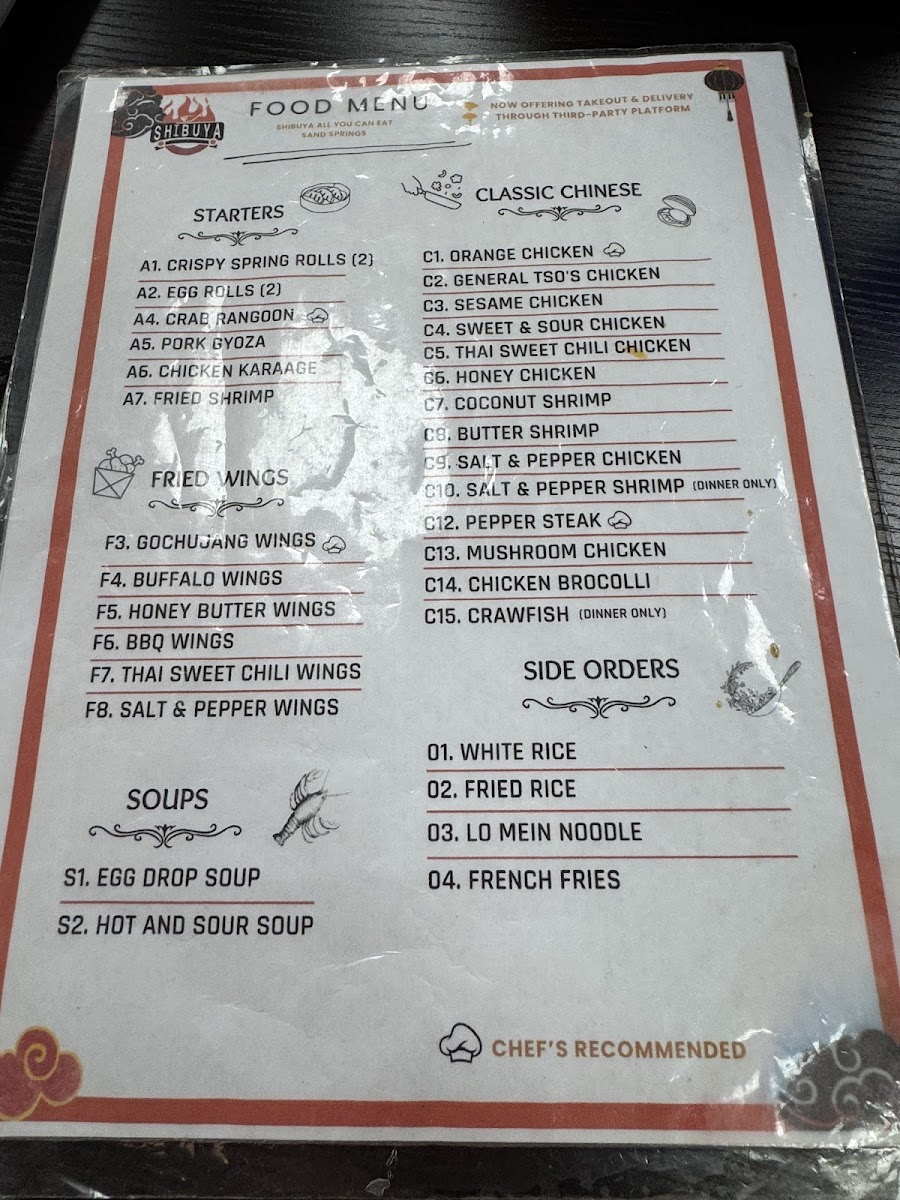 SHIBUYA
FOOD MENU
SHIBUYA ALL YOU CAN EAT
SAND SPRINGS
NOW OFFERING TAKEOUT & DELIVERY
THROUGH THIRD-PARTY PLATFORM
STARTERS
A1. CRISPY SPRING ROLLS (2)
A2. EGG ROLLS (2)
A4. CRAB RANGOON
A5. PORK GYOZA
A6. CHICKEN KARAAGE
A7. FRIED SHRIMP
FRIED WINGS
F3. GOCHUJANG WINGS
F4. BUFFALO WINGS
F5. HONEY BUTTER WINGS
F6. BBQ WINGS
F7. THAI SWEET CHILI WINGS
F8. SALT & PEPPER WINGS
SOUPS
S1. EGG DROP SOUP
S2. HOT AND SOUR SOUP
CLASSIC CHINESE
C1. ORANGE CHICKEN
C2. GENERAL TSO'S CHICKEN
C3. SESAME CHICKEN
C4. SWEET & SOUR CHICKEN
C5. THAI SWEET CHILI CHICKEN
C6. HONEY CHICKEN
C7. COCONUT SHRIMP
C8. BUTTER SHRIMP
C9. SALT & PEPPER CHICKEN
C10. SALT & PEPPER SHRIMP (DINNER ONLY)
C12. PEPPER STEAK
C13. MUSHROOM CHICKEN
C14. CHICKEN BROCOLLI
C15. CRAWFISH (DINNER ONLY)
SIDE ORDERS
01. WHITE RICE
02. FRIED RICE
03. LO MEIN NOODLE
04. FRENCH FRIES
CHEF'S RECOMMENDED